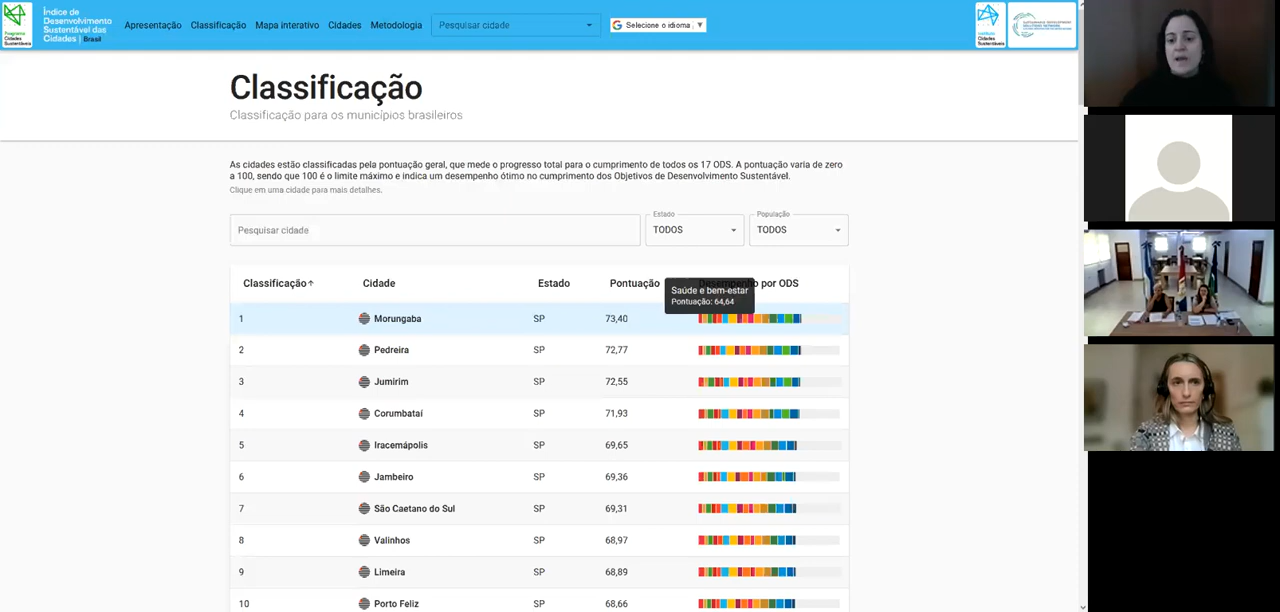 Programa
Cidades
Sustentáveis
Índice de
Desenvolvimento
Sustentável das
Cidades | Brasil
Apresentação
Classificação
Mapa interativo
Cidades
Metodologia
Pesquisar cidade
Selecione o idioma
Instituto
Cidades
Sustentáveis
Classificação
Classificação para os municípios brasileiros
As cidades estão classificadas pela pontuação geral, que mede o progresso total para o cumprimento de todos os 17 ODS. A pontuação varia de zero
a 100, sendo que 100 é o limite máximo e indica um desempenho ótimo no cumprimento dos Objetivos de Desenvolvimento Sustentável.
Clique em uma cidade para mais detalhes.
Pesquisar cidade
Estado
TODOS
População
TODOS
Classificação Cidade Estado Pontuação por ODS
Saúde e bem-estar
Pontuação: 64,64
1 Morungaba SP 73,40
2 Pedreira SP 72,77
3 Jumirim SP 72,55
4 Corumbataí SP 71,93
5 Iracemápolis SP 69,65
6 Jambeiro SP 69,36
7 São Caetano do Sul SP 69,31
8 Valinhos SP 68,97
9 Limeira SP 68,89
10 Porto Feliz SP 68,66